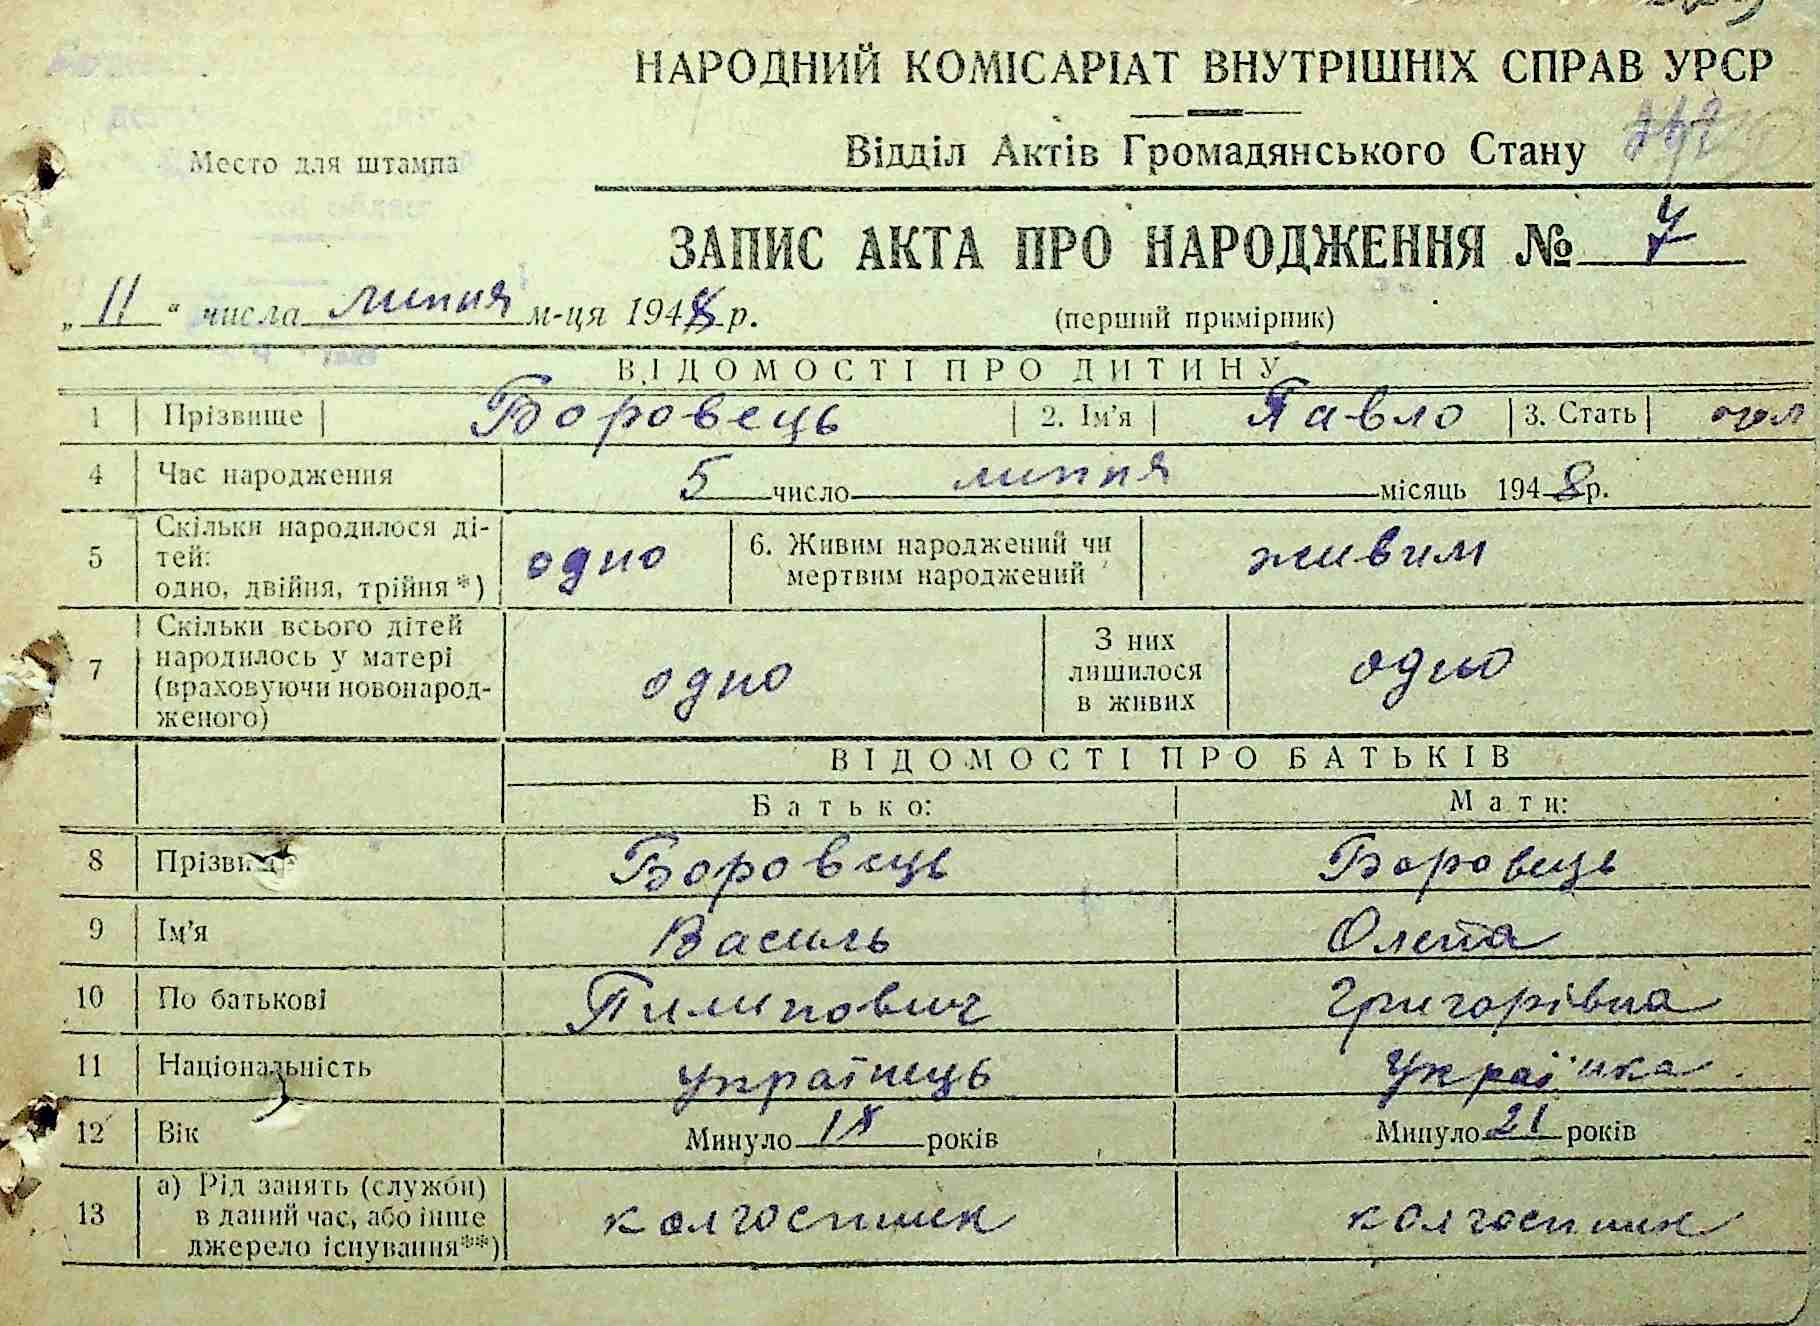 НАРОДНИЙ КОМІСАРІАТ ВНУТРІШНІХ СПРАВ УРСР
Відділ Актів Громадянського Стану
Место для штампа
ЗАПИС АКТА ПРО НАРОДЖЕННЯ № 7
„11“ числа липня м-ця 1948 р.
(перший примірник)
ВІДОМОСТІ ПРО ДИТИНУ
1 Прізвище Боровець 2. Ім'я Павло 3. Стать
4 Час народження 5 число липня місяць 1948 р.
5 Скільки народилося ді-
тей:
одно, двійня, трійня*) одно 6. Живим народжений чи
мертвим народжений живим
7 Скільки всього дітей
народилось у матері
(враховуючи новонарод-
женого) одно З них
лишилося
в живих одно
ВІДОМОСТІ ПРО БАТЬКІВ
Батько: Мати:
8 Прізвище Боровець Боровець
9 Ім'я Василь Олена
10 По батькові Пилипович Григорівна
11 Національність українець Українка
12 Вік Минуло 18 років Минуло 21 років
13 а) Рід занять (служби)
в даний час, або інше
джерело існування**) колгоспник колгоспник